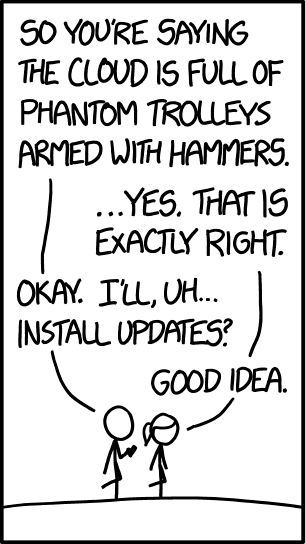 SO YOU'RE SAYING
THE CLOUD IS FULL OF
PHANTOM TROLLEYS
ARMED WITH HAMMERS.
...YES. THAT IS
EXACTLY RIGHT.
OKAY. I'LL, UH...
INSTALL UPDATES?
GOOD IDEA.